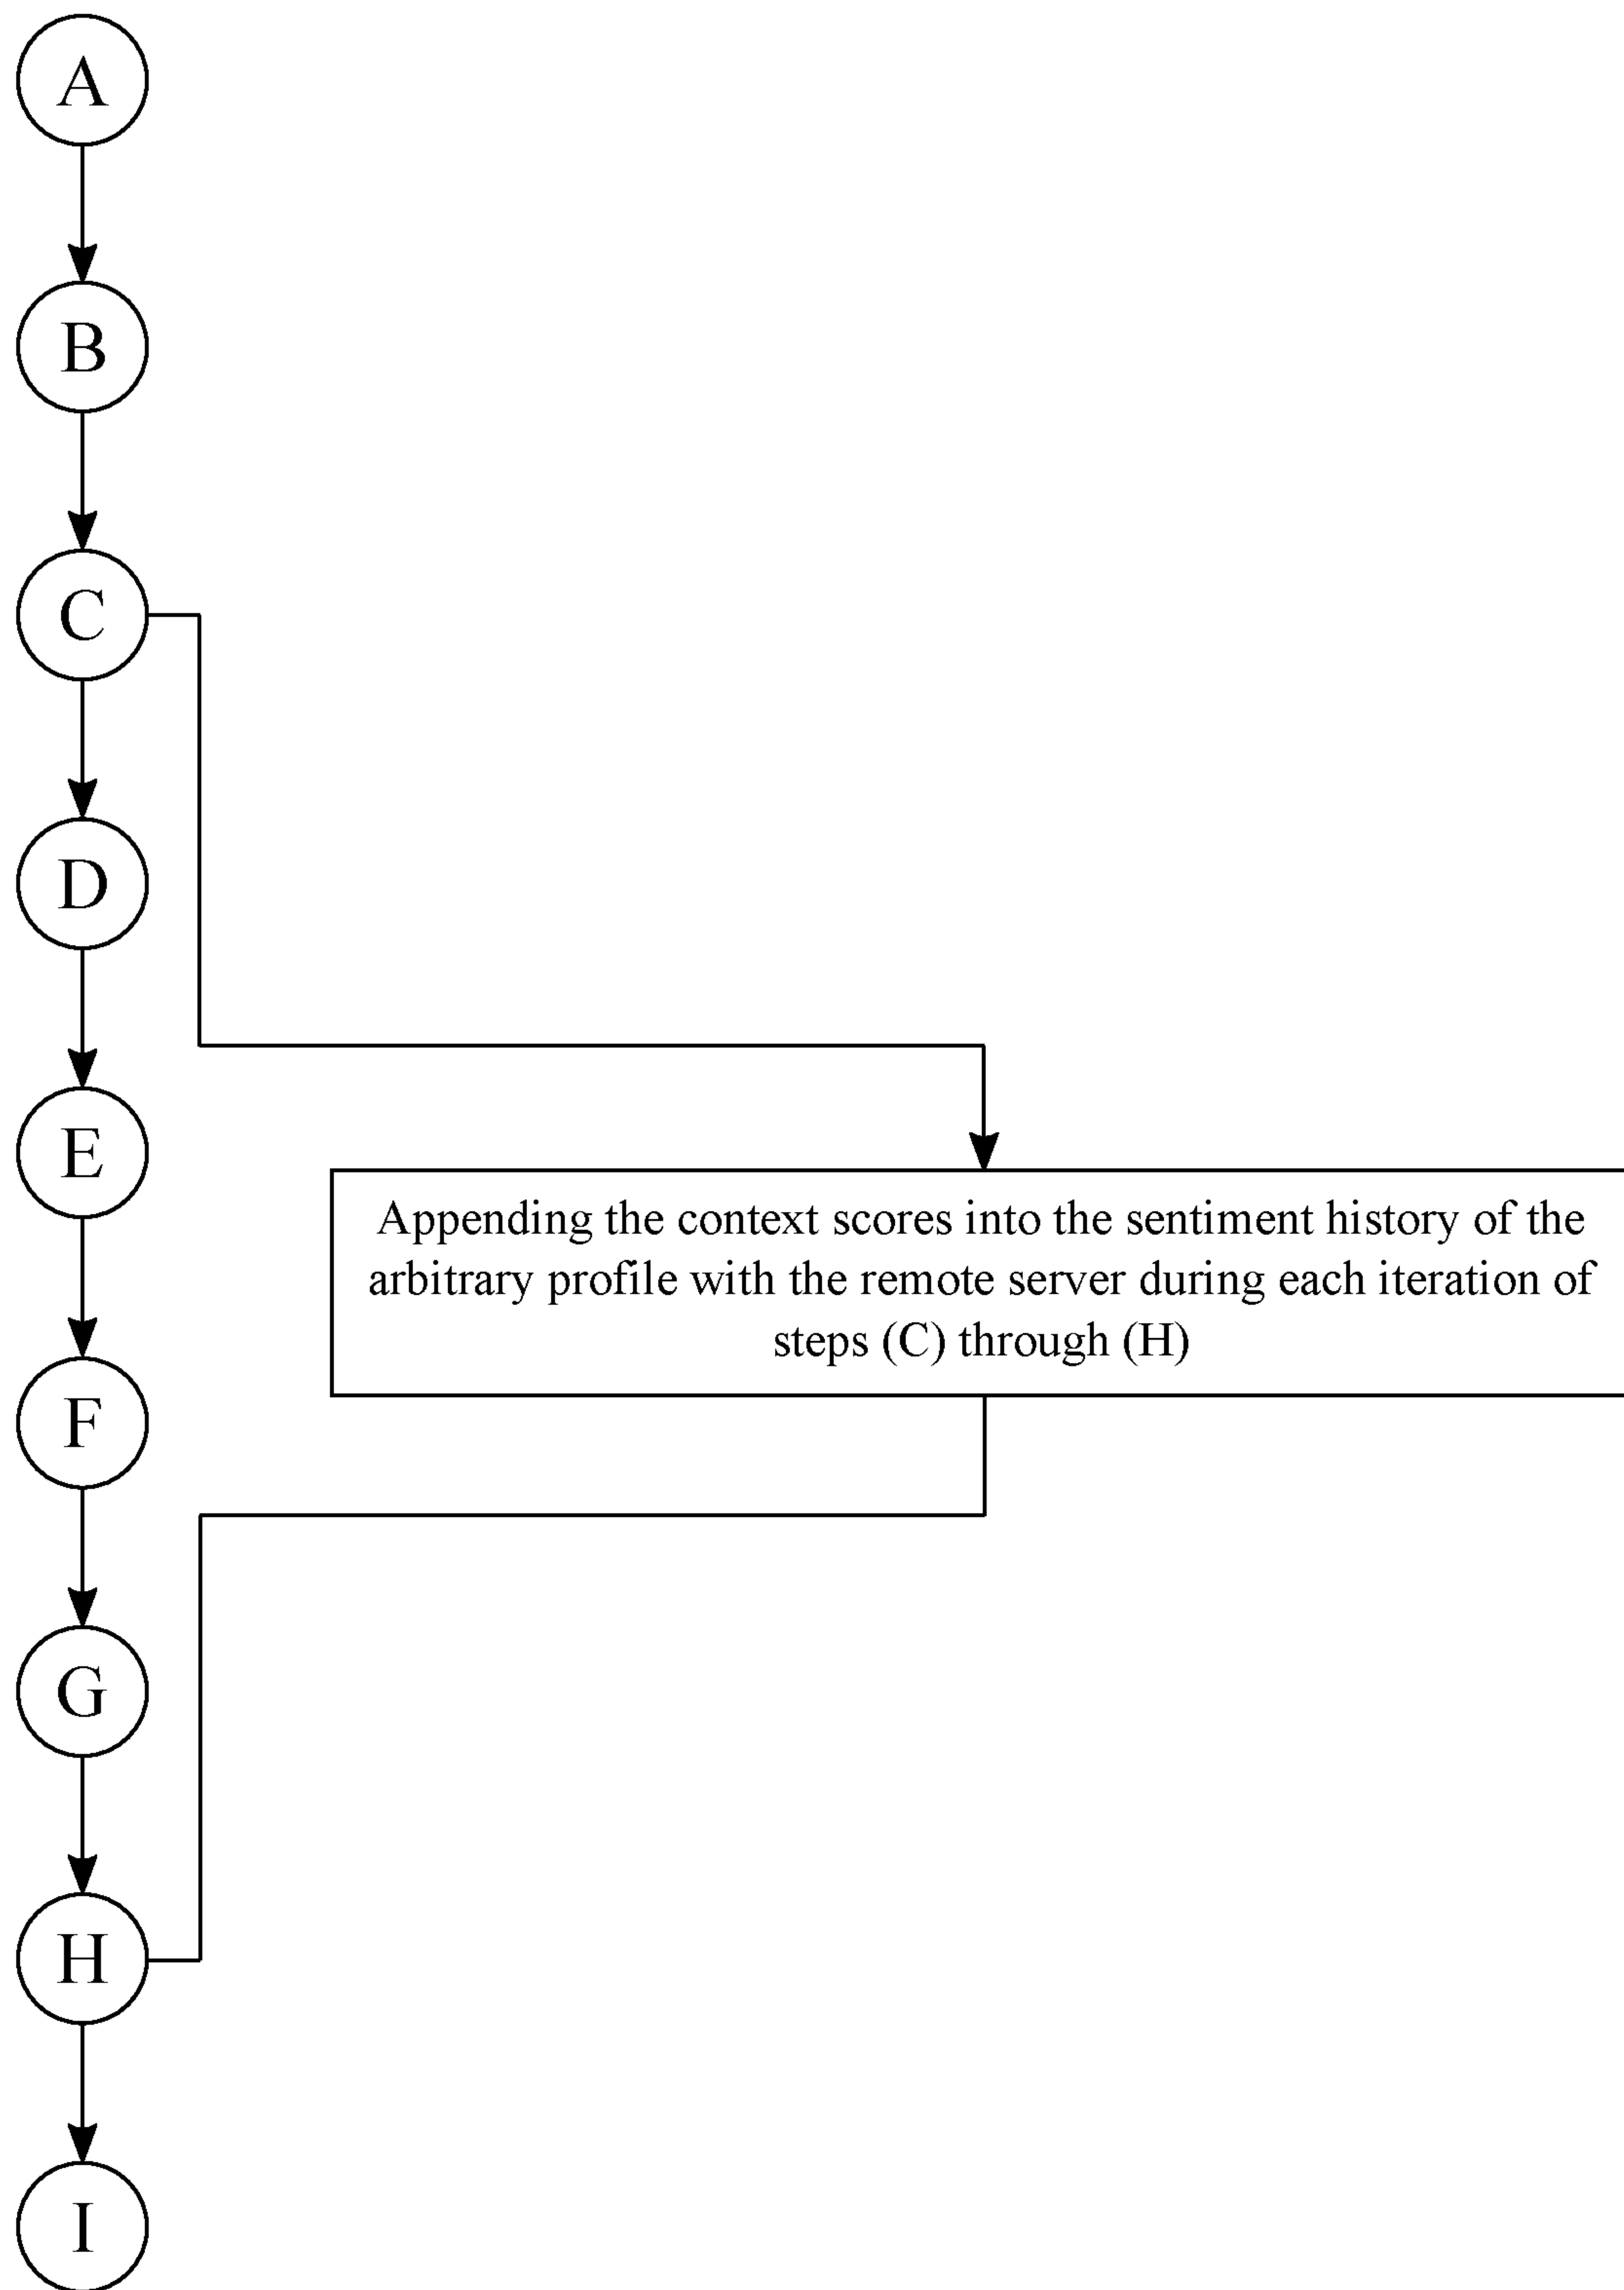 A
B
C
D
E
Appending the context scores into the sentiment history of the
arbitrary profile with the remote server during each iteration of
steps (C) through (H)
F
G
H
I